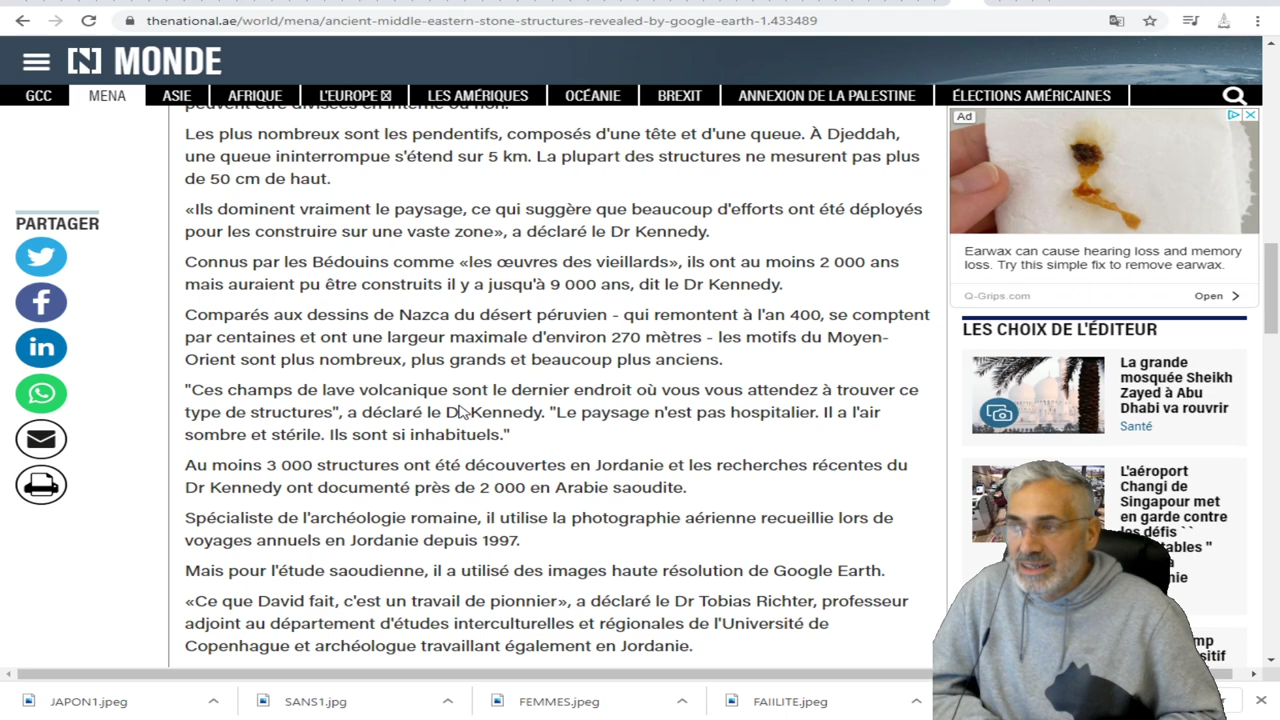 thenational.ae/world/mena/ancient-middle-eastern-stone-structures-revealed-by-google-earth-1.433489
MONDE
GCC
MENA
ASIE
AFRIQUE
L'EUROPE
LES AMÉRIQUES
OCÉANIE
BREXIT
ANNEXION DE LA PALESTINE
ÉLECTIONS AMÉRICAINES
PARTAGER
peuvent être divisées en interne ou non.
Les plus nombreux sont les pendentifs, composés d'une tête et d'une queue. À Djeddah,
une queue ininterrompue s'étend sur 5 km. La plupart des structures ne mesurent pas plus
de 50 cm de haut.
«Ils dominent vraiment le paysage, ce qui suggère que beaucoup d'efforts ont été déployés
pour les construire sur une vaste zone», a déclaré le Dr Kennedy.
Connus par les Bédouins comme «les œuvres des vieillards», ils ont au moins 2 000 ans
mais auraient pu être construits il y a jusqu'à 9 000 ans, dit le Dr Kennedy.
Comparés aux dessins de Nazca du désert péruvien - qui remontent à l'an 400, se comptent
par centaines et ont une largeur maximale d'environ 270 mètres - les motifs du Moyen-
Orient sont plus nombreux, plus grands et beaucoup plus anciens.
"Ces champs de lave volcanique sont le dernier endroit où vous vous attendez à trouver ce
type de structures", a déclaré le Dr Kennedy. "Le paysage n'est pas hospitalier. Il a l'air
sombre et stérile. Ils sont si inhabituels."
Au moins 3 000 structures ont été découvertes en Jordanie et les recherches récentes du
Dr Kennedy ont documenté près de 2 000 en Arabie saoudite.
Spécialiste de l'archéologie romaine, il utilise la photographie aérienne recueillie lors de
voyages annuels en Jordanie depuis 1997.
Mais pour l'étude saoudienne, il a utilisé des images haute résolution de Google Earth.
«Ce que David fait, c'est un travail de pionnier», a déclaré le Dr Tobias Richter, professeur
adjoint au département d'études interculturelles et régionales de l'Université de
Copenhague et archéologue travaillant également en Jordanie.
Ad
Earwax can cause hearing loss and memory
loss. Try this simple fix to remove earwax.
Q-Grips.com
Open
LES CHOIX DE L'ÉDITEUR
La grande
mosquée Sheikh
Zayed à Abu
Dhabi va rouvrir
Santé
L'aéroport
Changi de
Singapour met
en garde contre
les défis ``
JAPON1.jpeg
SANS1.jpg
FEMMES.jpeg
FAIILITE.jpeg